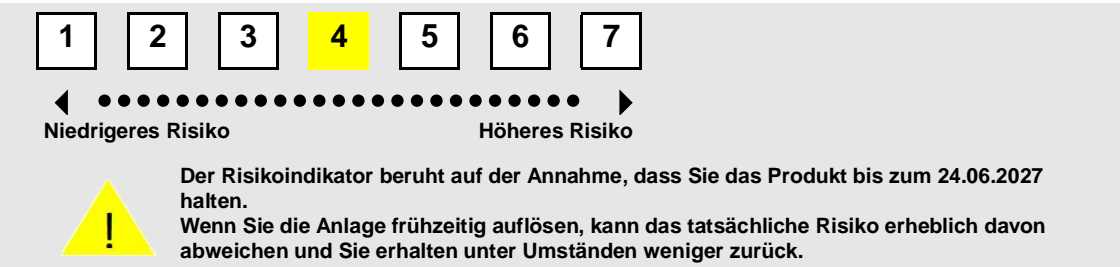 1 2 3 4 5 6 7
Niedrigeres Risiko Höheres Risiko
Der Risikoindikator beruht auf der Annahme, dass Sie das Produkt bis zum 24.06.2027
halten.
Wenn Sie die Anlage frühzeitig auflösen, kann das tatsächliche Risiko erheblich davon
abweichen und Sie erhalten unter Umständen weniger zurück.
!